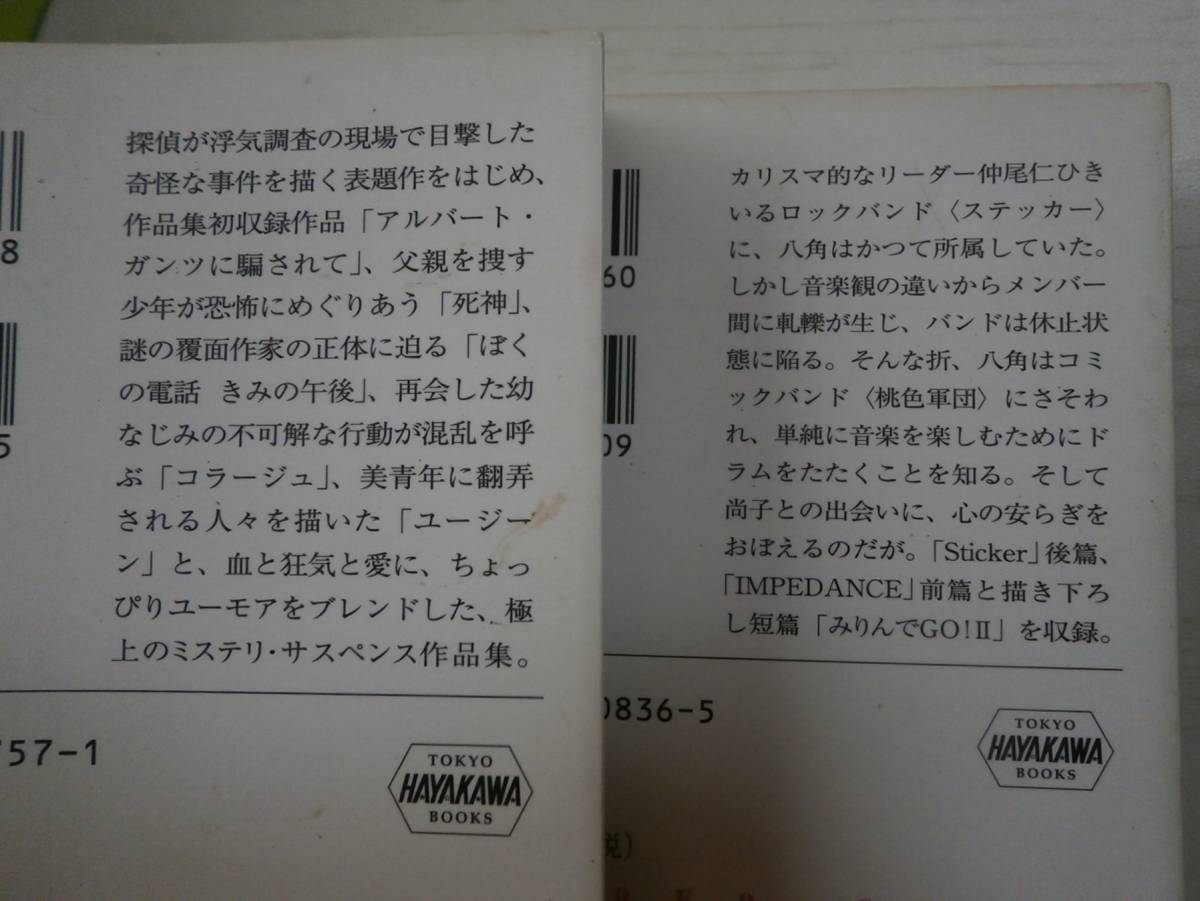 探偵が浮気調査の現場で目撃した
奇怪な事件を描く表題作をはじめ、
作品集初収録作品「アルバート・
ガンツに騙されて」、父親を捜す
少年が恐怖にめぐりあう「死神」、
謎の覆面作家の正体に迫る「ぼく
の電話 きみの午後」、再会した幼
なじみの不可解な行動が混乱を呼
ぶ「コラージュ」、美青年に翻弄
される人々を描いた「ユージー
ン」と、血と狂気と愛に、ちょっ
ぴりユーモアをブレンドした、極
上のミステリ・サスペンス作品集。
8
5
757-1
TOKYO
HAYAKAWA
BOOKS
カリスマ的なリーダー仲尾仁ひき
いるロックバンド〈ステッカー〉
に、八角はかつて所属していた。
しかし音楽観の違いからメンバー
間に軋轢が生じ、バンドは休止状
態に陥る。そんな折、八角はコミ
ックバンド〈桃色軍団〉にさそわ
れ、単純に音楽を楽しむためにド
ラムをたたくことを知る。そして
尚子との出会いに、心の安らぎを
おぼえるのだが。「Sticker」後篇、
「IMPEDANCE」前篇と描き下ろ
し短篇「みりんでGO!II」を収録。
60
09
0836-5
TOKYO
HAYAKAWA
BOOKS
税)